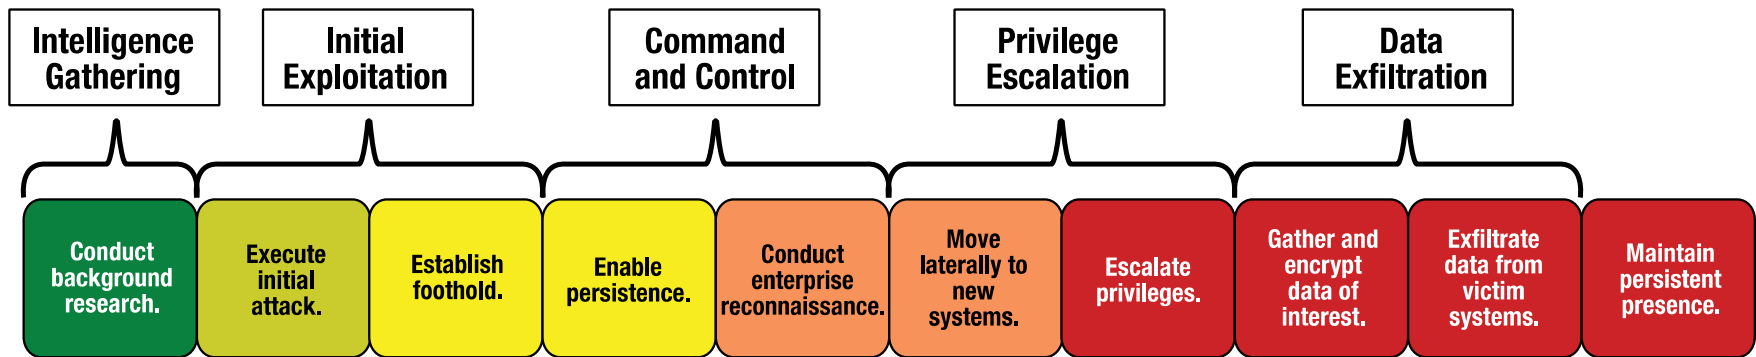 Intelligence
Gathering
Initial
Exploitation
Command
and Control
Privilege
Escalation
Data
Exfiltration
Conduct
background
research.
Execute
initial
attack.
Establish
foothold.
Enable
persistence.
Conduct
enterprise
reconnaissance.
Move
laterally to
new
systems.
Escalate
privileges.
Gather and
encrypt
data of
interest.
Exfiltrate
data from
victim
systems.
Maintain
persistent
presence.